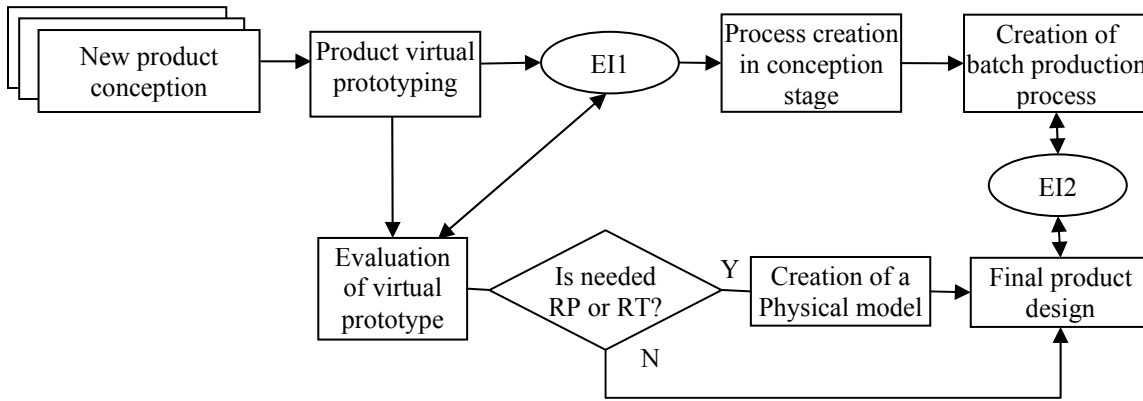 New product
conception
Product virtual
prototyping
EI1
Process creation
in conception
stage
Creation of
batch production
process
EI2
Evaluation
of virtual
prototype
Is needed
RP or RT?
Y
Creation of a
Physical model
Final product
design
N